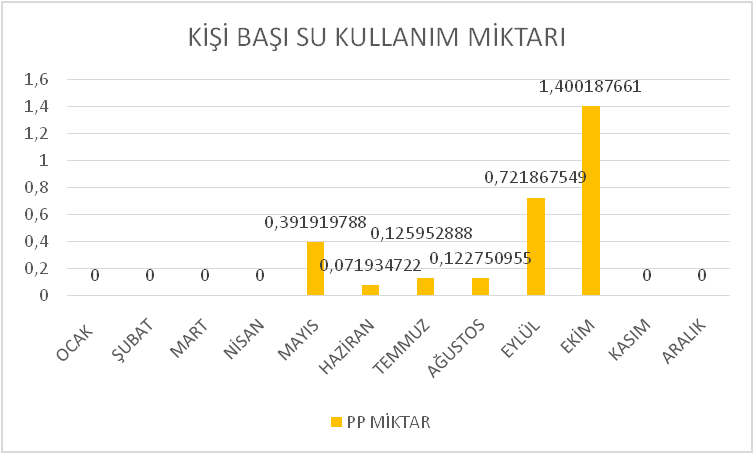 KİŞİ BAŞI SU KULLANIM MİKTARI
1,6
1,4
1,2
1
0,8
0,6
0,4
0,2
0
0
0
0
0
0,391919788
0,071934722
0,125952888
0,122750955
0,721867549
1,400187661
0
0
OCAK
ŞUBAT
MART
NİSAN
MAYIS
HAZİRAN
TEMMUZ
AĞUSTOS
EYLÜL
EKİM
KASIM
ARALIK
PP MİKTAR